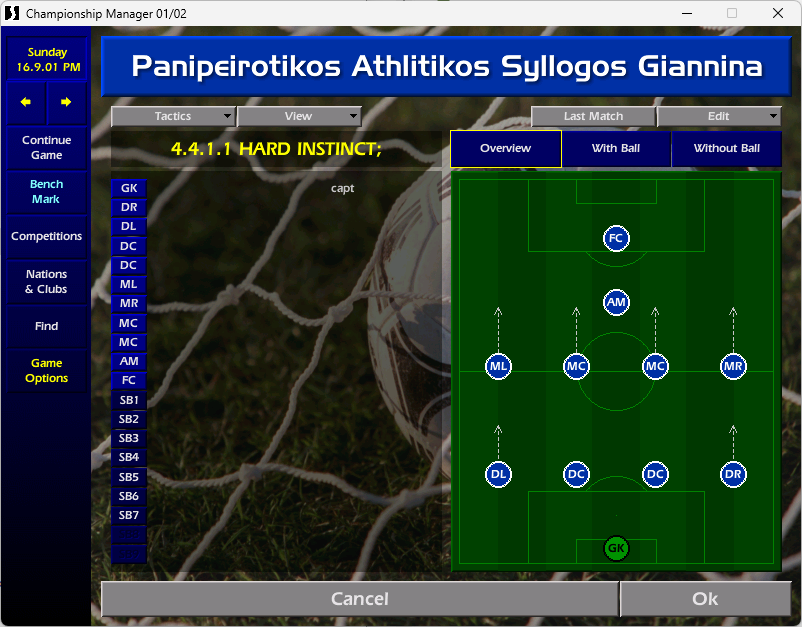 Championship Manager 01/02
Sunday
16.9.01 PM
Panipeirotikos Athlitikos Syllogos Giannina
Continue
Game
Bench
Mark
Competitions
Nations
& Clubs
Find
Game
Options
Tactics
View
Last Match
Edit
4.4.1.1 HARD INSTINCT;
Overview
With Ball
Without Ball
GK capt
DR
DL
DC
DC
ML
MR
MC
MC
AM
FC
SB1
SB2
SB3
SB4
SB5
SB6
SB7
FC
AM
ML MC MC MR
DL DC DC DR
GK
Cancel
Ok